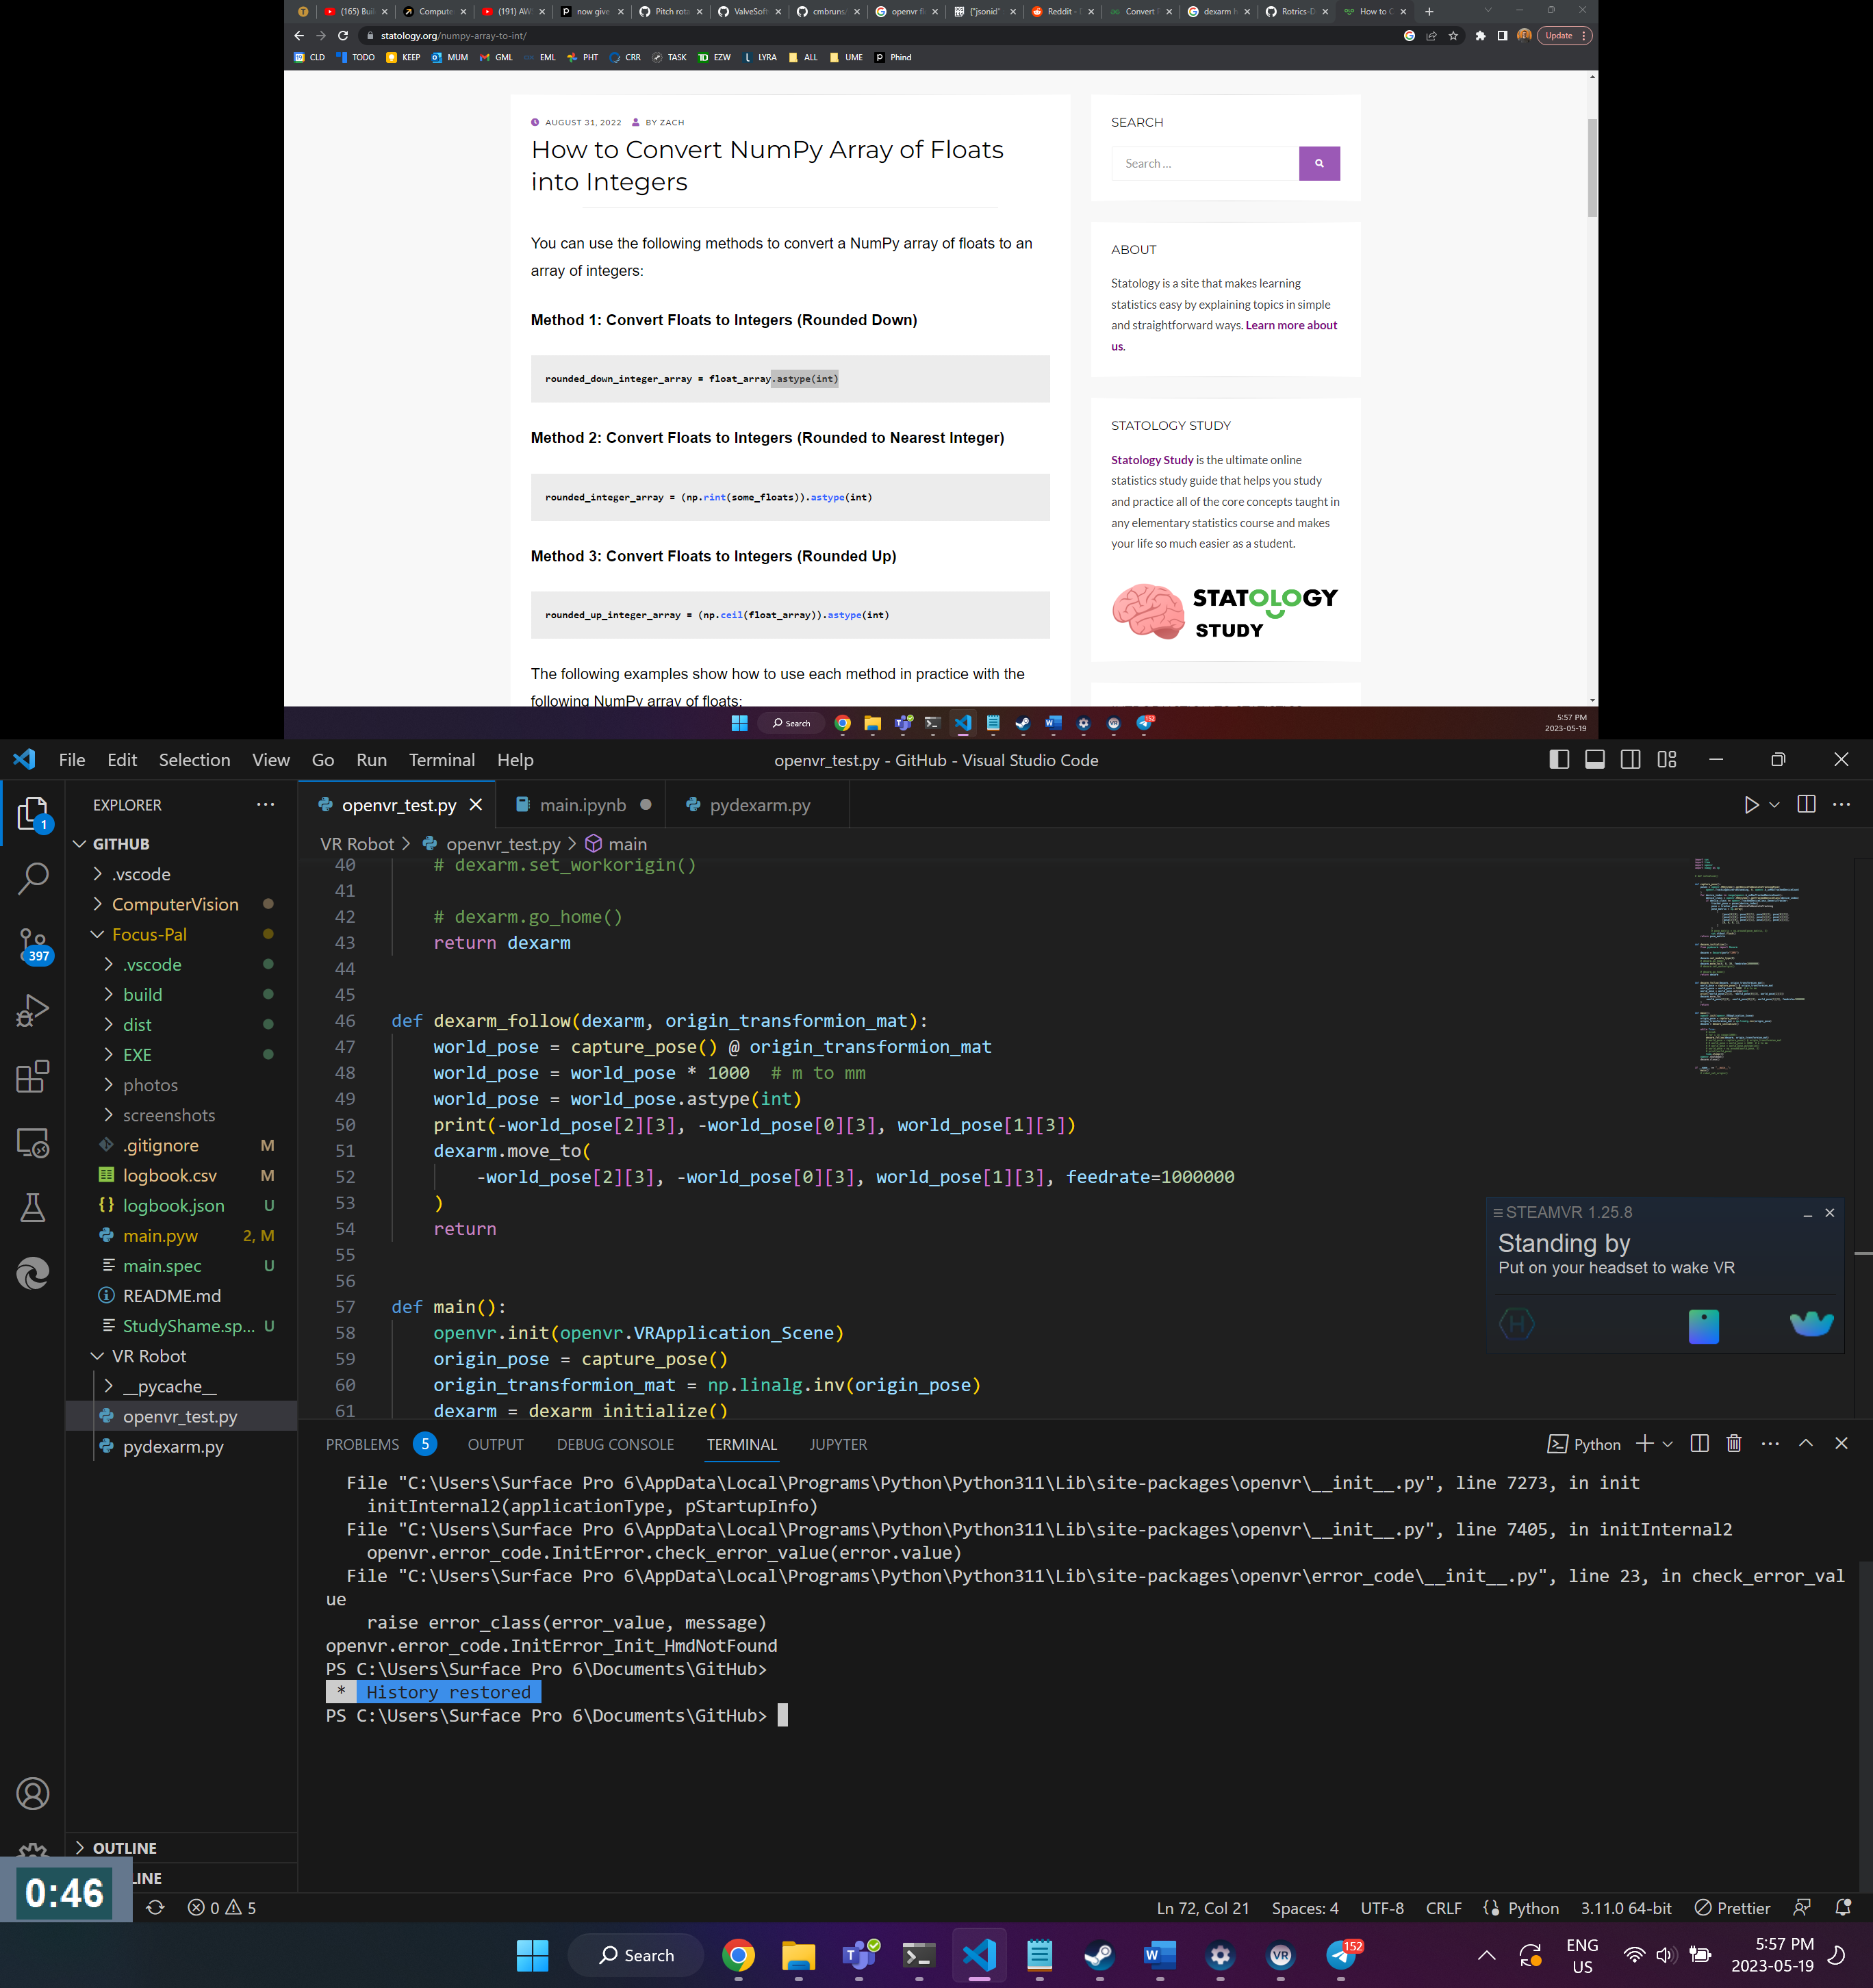 (165) Buil
Compute
(191) AW
now give
Pitch rota
ValveSoft
cmbruns/
openvr fl
{"jsonid"
Reddit -
Convert
dexarm
Rotrics-D
How to C
statology.org/numpy-array-to-int/
Update
CLD TODO KEEP MUM GML EML PHT CRR TASK EZW LYRA ALL UME Phind
AUGUST 31, 2022 BY ZACH
How to Convert NumPy Array of Floats
into Integers
You can use the following methods to convert a NumPy array of floats to an
array of integers:
Method 1: Convert Floats to Integers (Rounded Down)
rounded_down_integer_array = float_array.astype(int)
Method 2: Convert Floats to Integers (Rounded to Nearest Integer)
rounded_integer_array = (np.rint(some_floats)).astype(int)
Method 3: Convert Floats to Integers (Rounded Up)
rounded_up_integer_array = (np.ceil(float_array)).astype(int)
The following examples show how to use each method in practice with the
following NumPy array of floats:
SEARCH
Search ...
ABOUT
Statology is a site that makes learning
statistics easy by explaining topics in simple
and straightforward ways. Learn more about
us.
STATOLOGY STUDY
Statology Study is the ultimate online
statistics study guide that helps you study
and practice all of the core concepts taught in
any elementary statistics course and makes
your life so much easier as a student.
STATOLOGY
STUDY
Search
152
5:57 PM
2023-05-19
File Edit Selection View Go Run Terminal Help
openvr_test.py - GitHub - Visual Studio Code
1
397
EXPLORER
GITHUB
.vscode
ComputerVision
Focus-Pal
.vscode
build
dist
EXE
photos
screenshots
.gitignore M
logbook.csv M
logbook.json U
main.pyw 2, M
main.spec U
README.md
StudyShame.sp... U
VR Robot
__pycache__
openvr_test.py
pydexarm.py
OUTLINE
LINE
openvr_test.py
main.ipynb
pydexarm.py
VR Robot > openvr_test.py > main
40 # dexarm.set_workorigin()
41
42 # dexarm.go_home()
43 return dexarm
44
45
46 def dexarm_follow(dexarm, origin_transformion_mat):
47 world_pose = capture_pose() @ origin_transformion_mat
48 world_pose = world_pose * 1000 # m to mm
49 world_pose = world_pose.astype(int)
50 print(-world_pose[2][3], -world_pose[0][3], world_pose[1][3])
51 dexarm.move_to(
52 -world_pose[2][3], -world_pose[0][3], world_pose[1][3], feedrate=1000000
53 )
54 return
55
56
57 def main():
58 openvr.init(openvr.VRApplication_Scene)
59 origin_pose = capture_pose()
60 origin_transformion_mat = np.linalg.inv(origin_pose)
61 dexarm = dexarm_initialize()
STEAMVR 1.25.8
Standing by
Put on your headset to wake VR
PROBLEMS 5 OUTPUT DEBUG CONSOLE TERMINAL JUPYTER
Python
File "C:\Users\Surface Pro 6\AppData\Local\Programs\Python\Python311\Lib\site-packages\openvr\__init__.py", line 7273, in init
initInternal2(applicationType, pStartupInfo)
File "C:\Users\Surface Pro 6\AppData\Local\Programs\Python\Python311\Lib\site-packages\openvr\__init__.py", line 7405, in initInternal2
openvr.error_code.InitError.check_error_value(error.value)
File "C:\Users\Surface Pro 6\AppData\Local\Programs\Python\Python311\Lib\site-packages\openvr\error_code\__init__.py", line 23, in check_error_val
ue
raise error_class(error_value, message)
openvr.error_code.InitError_Init_HmdNotFound
PS C:\Users\Surface Pro 6\Documents\GitHub>
* History restored
PS C:\Users\Surface Pro 6\Documents\GitHub>
0:46
0 5
Ln 72, Col 21 Spaces: 4 UTF-8 CRLF Python 3.11.0 64-bit Prettier
Search
152
ENG
US
5:57 PM
2023-05-19